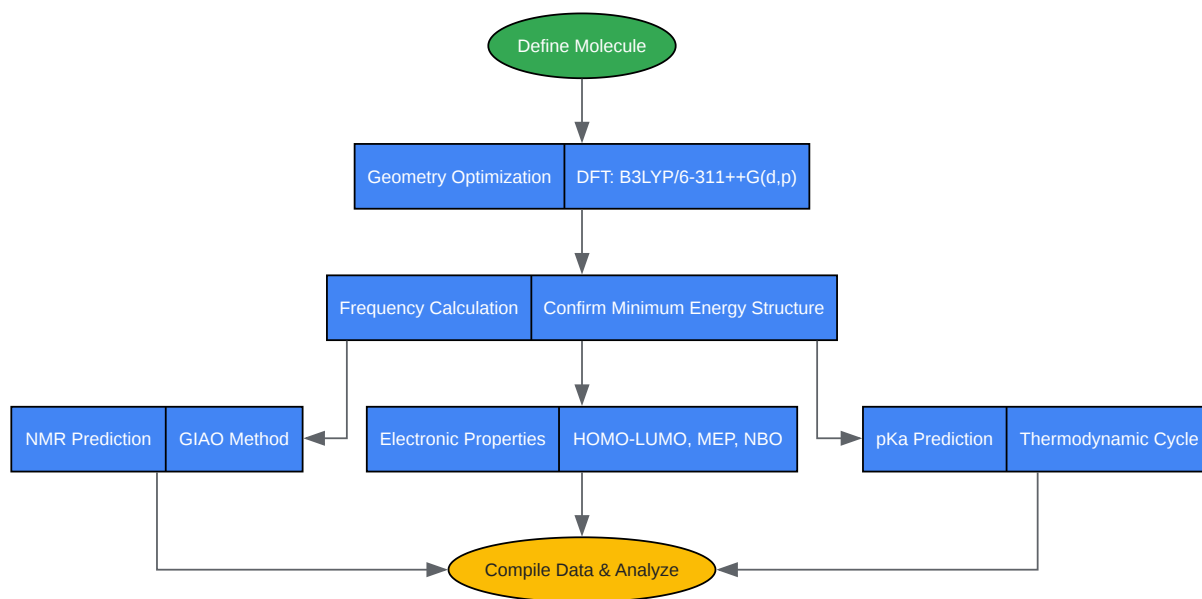 Define Molecule
Geometry Optimization
DFT: B3LYP/6-311++G(d,p)
Frequency Calculation
Confirm Minimum Energy Structure
NMR Prediction
GIAO Method
Electronic Properties
HOMO-LUMO, MEP, NBO
pKa Prediction
Thermodynamic Cycle
Compile Data & Analyze